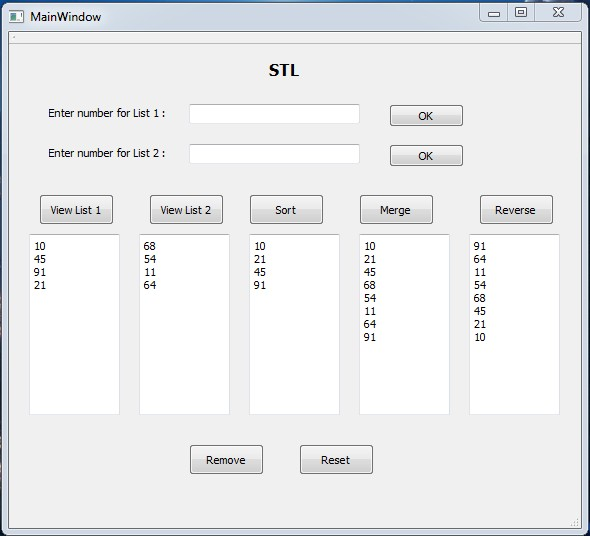 MainWindow
STL
Enter number for List 1 :
OK
Enter number for List 2 :
OK
View List 1
View List 2
Sort
Merge
Reverse
10
45
91
21
68
54
11
64
10
21
45
91
10
21
45
68
54
11
64
91
91
64
11
54
68
45
21
10
Remove
Reset